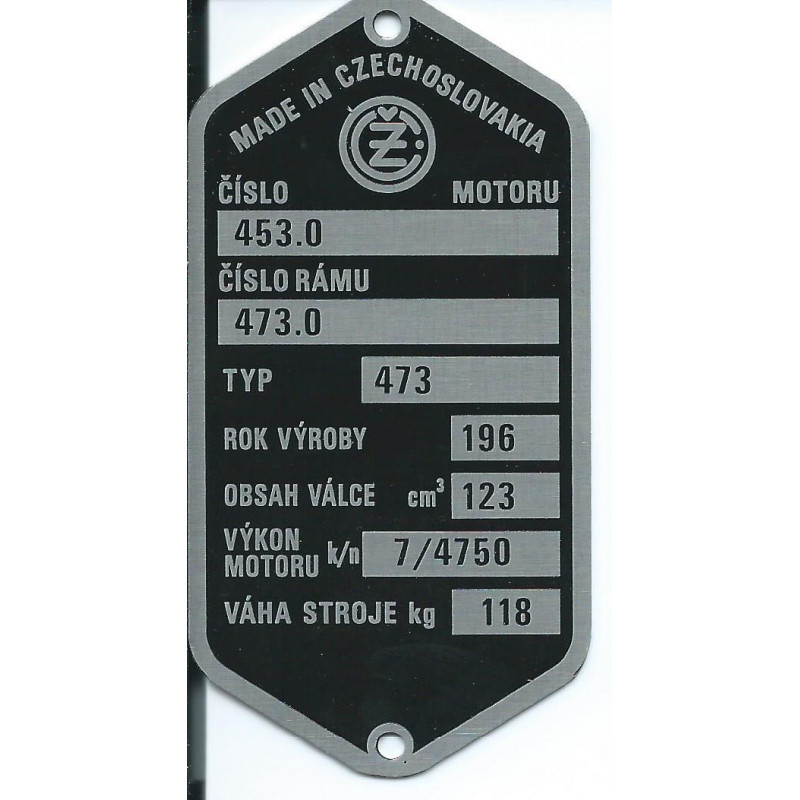 MADE IN CZECHOSLOVAKIA
ČZ
ČÍSLO MOTORU
453.0
ČÍSLO RÁMU
473.0
TYP 473
ROK VÝROBY 196
OBSAH VÁLCE cm³ 123
VÝKON MOTORU k/n 7/4750
VÁHA STROJE kg 118